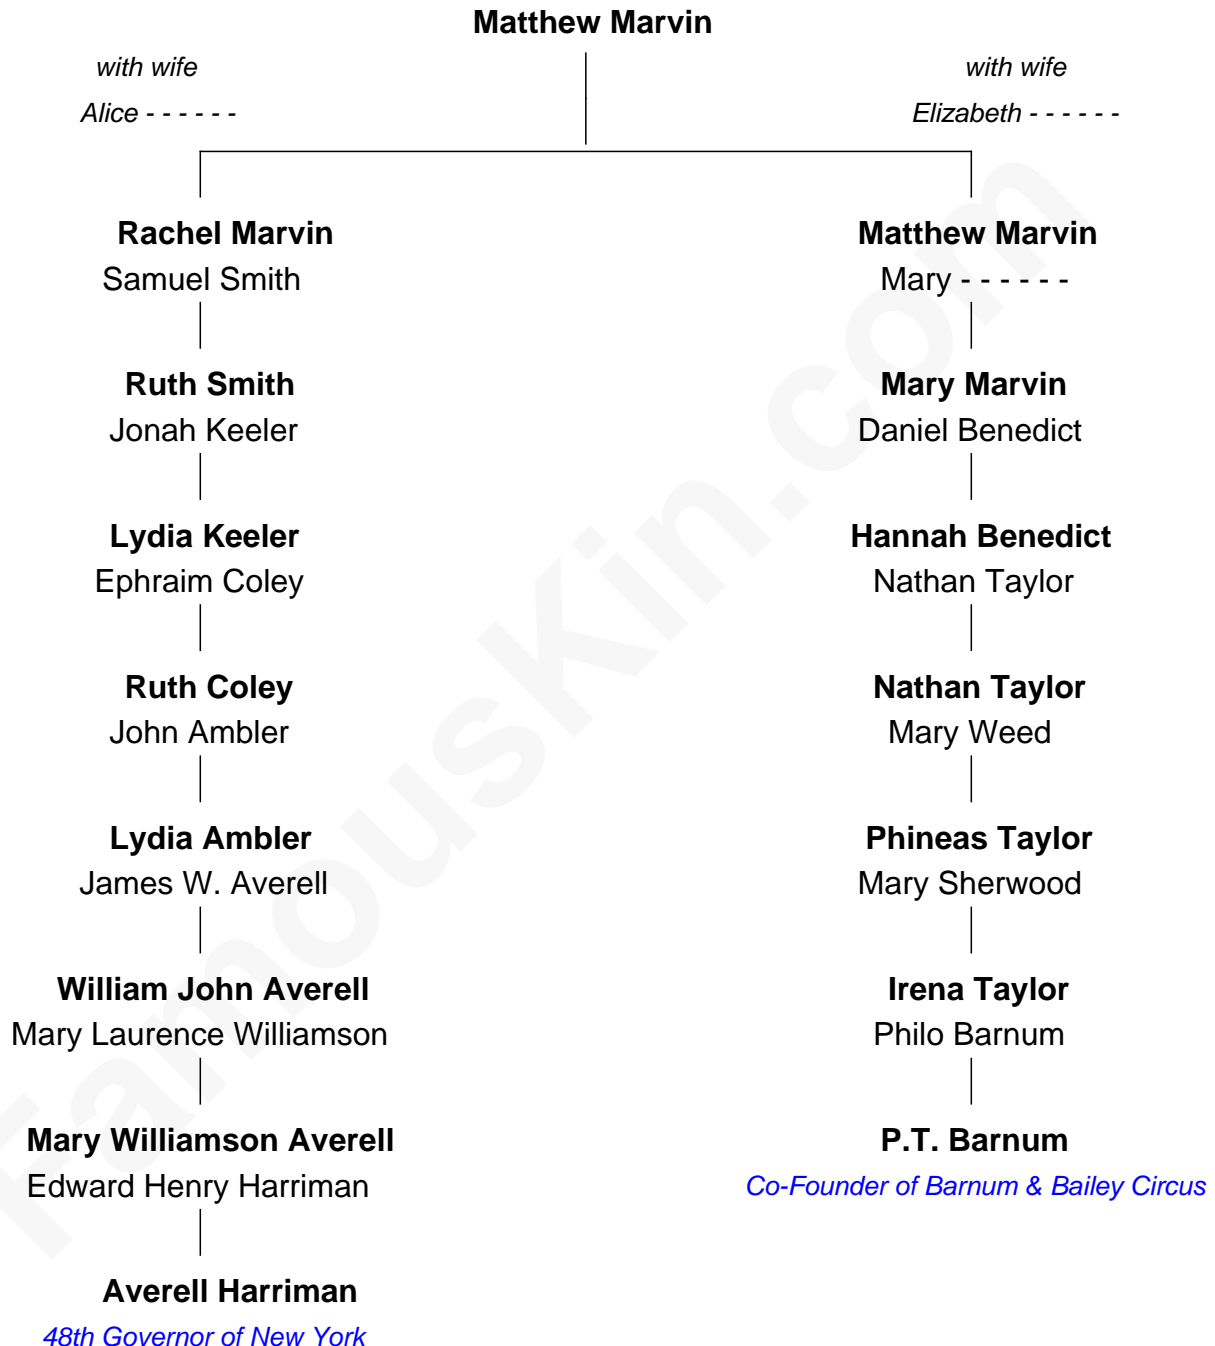 Matthew Marvin
with wife
with wife
Alice - - - - - -
Elizabeth - - - - - -
Rachel Marvin
Matthew Marvin
Samuel Smith
Mary - - - - - -
Ruth Smith
Mary Marvin
Jonah Keeler
Daniel Benedict
Lydia Keeler
Hannah Benedict
Ephraim Coley
Nathan Taylor
Ruth Coley
Nathan Taylor
John Ambler
Mary Weed
Lydia Ambler
Phineas Taylor
James W. Averell
Mary Sherwood
William John Averell
Irena Taylor
Mary Laurence Williamson
Philo Barnum
Mary Williamson Averell
P.T. Barnum
Edward Henry Harriman
Co-Founder of Barnum & Bailey Circus
Averell Harriman
48th Governor of New York
FamousKin.com